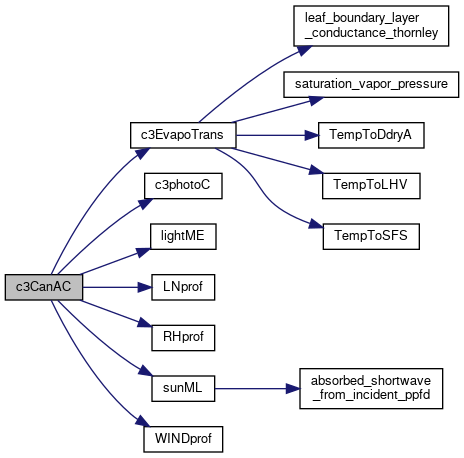 leaf_boundary_layer
_conductance_thornley
saturation_vapor_pressure
c3EvapoTrans
TempToDdryA
TempToLHV
c3photoC
lightME
TempToSFS
c3CanAC
LNprof
RHprof
sunML
absorbed_shortwave
_from_incident_ppfd
WINDprof